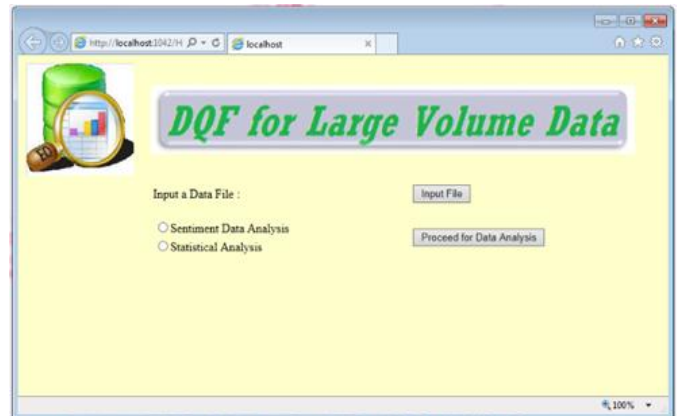 http://localhost:1042/H
localhost
DQF for Large Volume Data
Input a Data File :
Input File
Sentiment Data Analysis
Statistical Analysis
Proceed for Data Analysis
100%